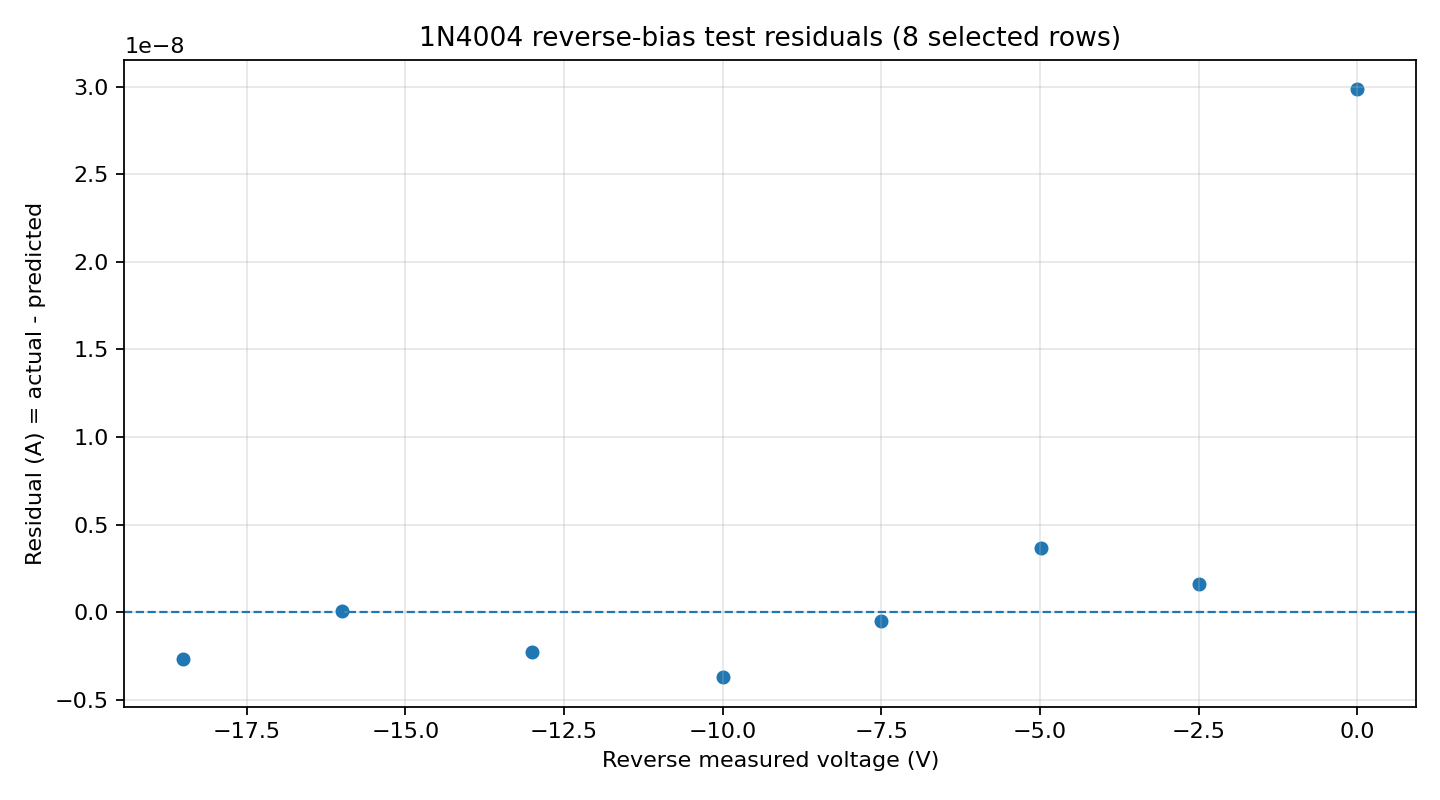 1N4004 reverse-bias test residuals (8 selected rows)
1e−8
3.0
2.5
2.0
1.5
1.0
0.5
0.0
−0.5
Residual (A) = actual - predicted
−17.5 −15.0 −12.5 −10.0 −7.5 −5.0 −2.5 0.0
Reverse measured voltage (V)